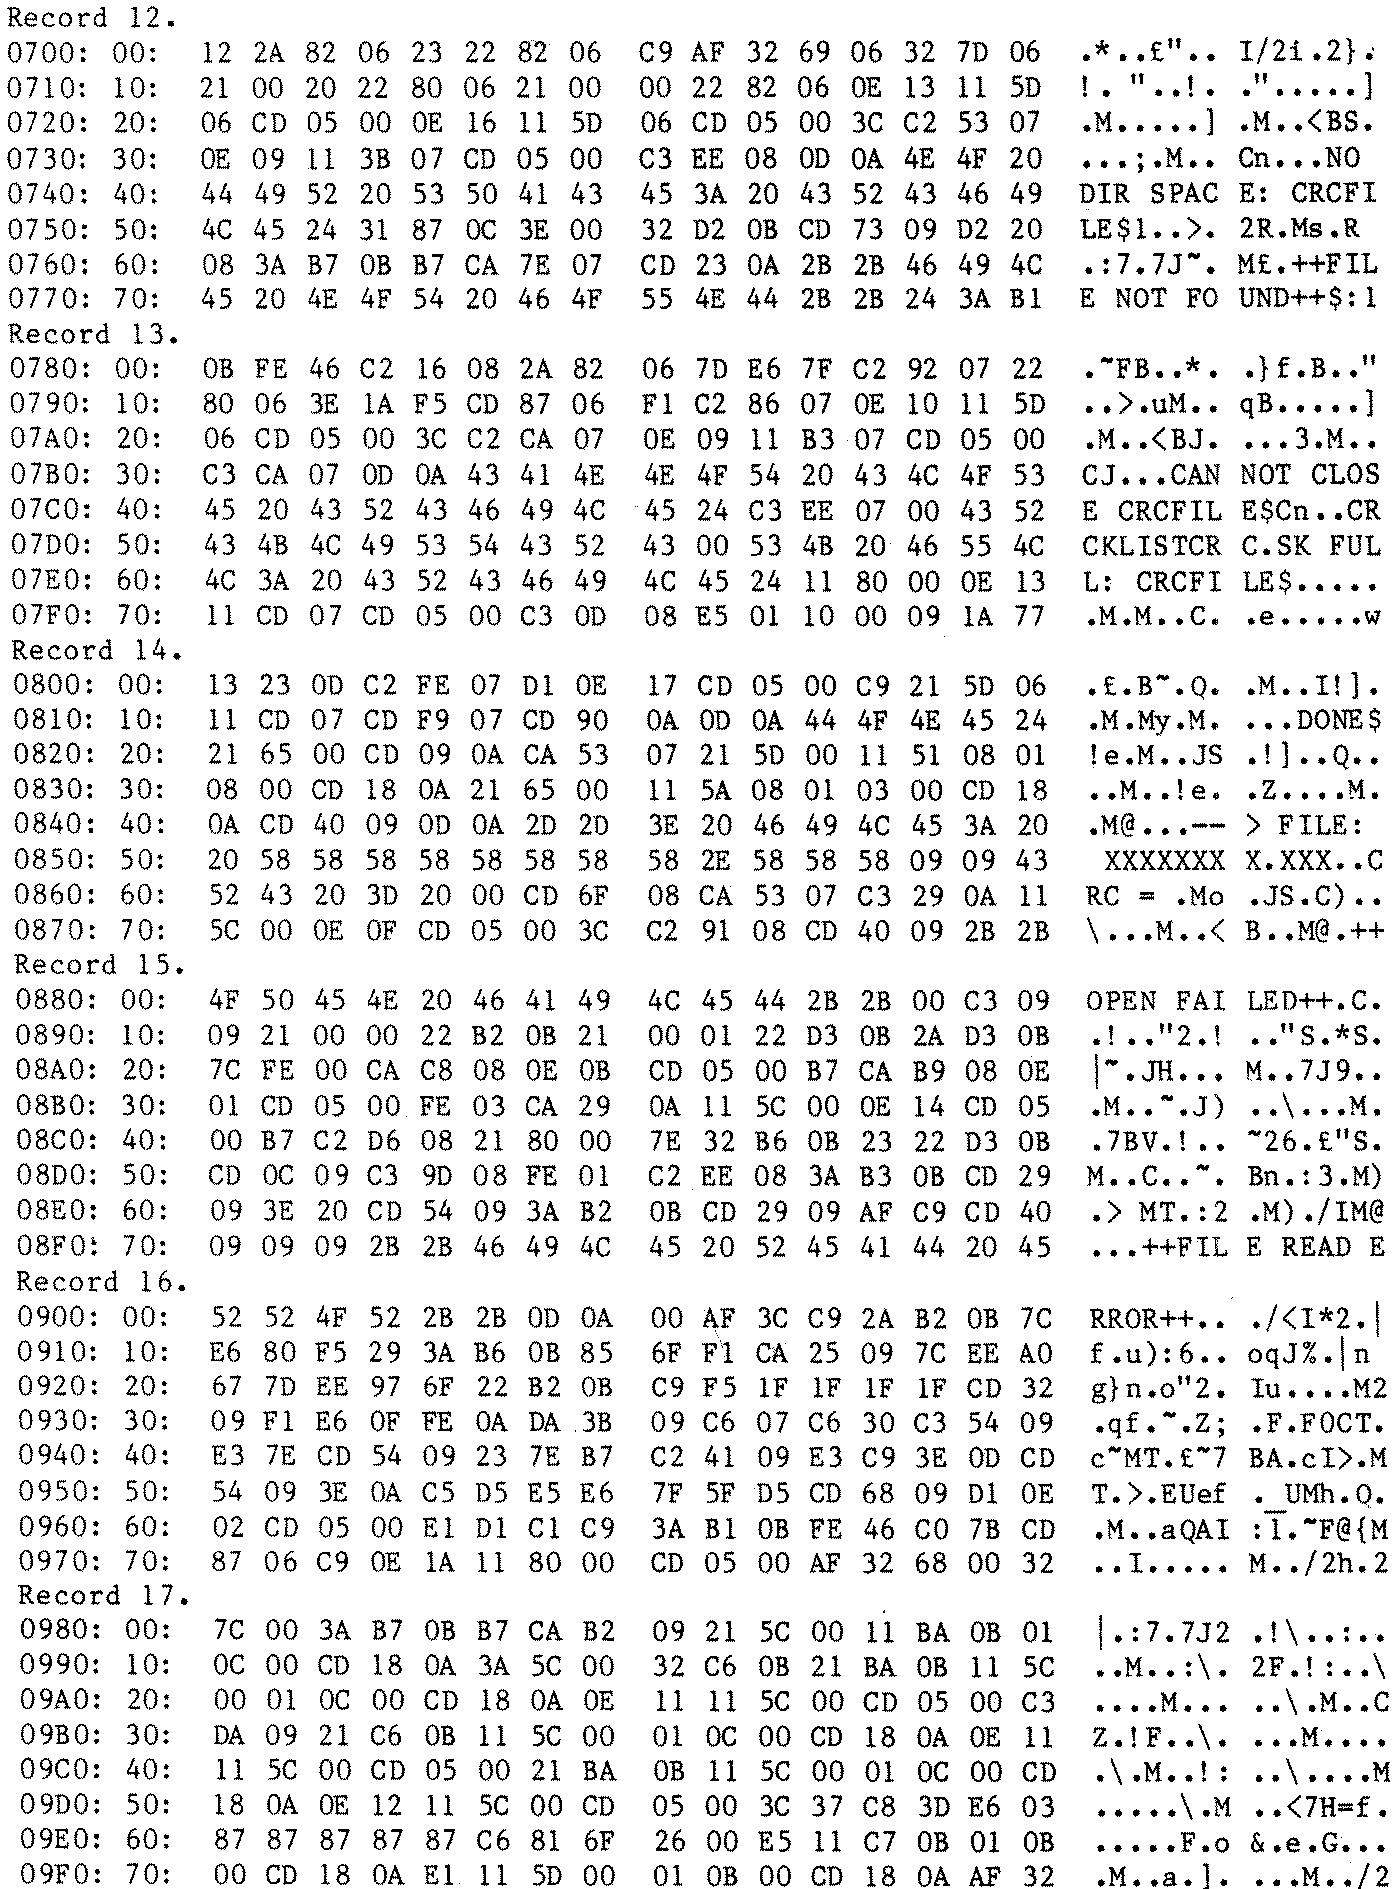 Record 12.
0700: 00: 12 2A 82 06 23 22 82 06 C9 AF 32 69 06 32 7D 06 .*..£".. I/2i.2}.
0710: 10: 21 00 20 22 80 06 21 00 00 22 82 06 0E 13 11 5D !. "..!. .".....]
0720: 20: 06 CD 05 00 0E 16 11 5D 06 CD 05 00 3C C2 53 07 .M.....] .M..<BS.
0730: 30: 0E 09 11 3B 07 CD 05 00 C3 EE 08 0D 0A 4E 4F 20 ...;.M.. Cn...NO
0740: 40: 44 49 52 20 53 50 41 43 45 3A 20 43 52 43 46 49 DIR SPAC E: CRCFI
0750: 50: 4C 45 24 31 87 0C 3E 00 32 D2 0B CD 73 09 D2 20 LE$1..>. 2R.Ms.R
0760: 60: 08 3A B7 0B B7 CA 7E 07 CD 23 0A 2B 2B 46 49 4C .:7.7J~. M£.++FIL
0770: 70: 45 20 4E 4F 54 20 46 4F 55 4E 44 2B 2B 24 3A B1 E NOT FO UND++$:1
Record 13.
0780: 00: 0B FE 46 C2 16 08 2A 82 06 7D E6 7F C2 92 07 22 .~FB..*. .}f.B.."
0790: 10: 80 06 3E 1A F5 CD 87 06 F1 C2 86 07 0E 10 11 5D ..>.uM.. qB.....]
07A0: 20: 06 CD 05 00 3C C2 CA 07 0E 09 11 B3 07 CD 05 00 .M..<BJ. ...3.M..
07B0: 30: C3 CA 07 0D 0A 43 41 4E 4E 4F 54 20 43 4C 4F 53 CJ...CAN NOT CLOS
07C0: 40: 45 20 43 52 43 46 49 4C 45 24 C3 EE 07 00 43 52 E CRCFIL E$Cn..CR
07D0: 50: 43 4B 4C 49 53 54 43 52 43 00 53 4B 20 46 55 4C CKLISTCR C.SK FUL
07E0: 60: 4C 3A 20 43 52 43 46 49 4C 45 24 11 80 00 0E 13 L: CRCFI LE$.....
07F0: 70: 11 CD 07 CD 05 00 C3 0D 08 E5 01 10 00 09 1A 77 .M.M..C. .e.....w
Record 14.
0800: 00: 13 23 0D C2 FE 07 D1 0E 17 CD 05 00 C9 21 5D 06 .£.B~.Q. .M..I!].
0810: 10: 11 CD 07 CD F9 07 CD 90 0A 0D 0A 44 4F 4E 45 24 .M.My.M. ...DONE$
0820: 20: 21 65 00 CD 09 0A CA 53 07 21 5D 00 11 51 08 01 !e.M..JS .!]..Q..
0830: 30: 08 00 CD 18 0A 21 65 00 11 5A 08 01 03 00 CD 18 ..M..!e. .Z....M.
0840: 40: 0A CD 40 09 0D 0A 2D 2D 3E 20 46 49 4C 45 3A 20 .M@...-- > FILE:
0850: 50: 20 58 58 58 58 58 58 58 58 2E 58 58 58 09 09 43 XXXXXXX X.XXX..C
0860: 60: 52 43 20 3D 20 00 CD 6F 08 CA 53 07 C3 29 0A 11 RC = .Mo .JS.C)..
0870: 70: 5C 00 0E 0F CD 05 00 3C C2 91 08 CD 40 09 2B 2B \...M..< B..M@.++
Record 15.
0880: 00: 4F 50 45 4E 20 46 41 49 4C 45 44 2B 2B 00 C3 09 OPEN FAI LED++.C.
0890: 10: 09 21 00 00 22 B2 0B 21 00 01 22 D3 0B 2A D3 0B .!.."2.! .."S.*S.
08A0: 20: 7C FE 00 CA C8 08 0E 0B CD 05 00 B7 CA B9 08 0E |~.JH... M..7J9..
08B0: 30: 01 CD 05 00 FE 03 CA 29 0A 11 5C 00 0E 14 CD 05 .M..~.J) ..\...M.
08C0: 40: 00 B7 C2 D6 08 21 80 00 7E 32 B6 0B 23 22 D3 0B .7BV.!.. ~26.£"S.
08D0: 50: CD 0C 09 C3 9D 08 FE 01 C2 EE 08 3A B3 0B CD 29 M..C..~. Bn.:3.M)
08E0: 60: 09 3E 20 CD 54 09 3A B2 0B CD 29 09 AF C9 CD 40 .> MT.:2 .M)./IM@
08F0: 70: 09 09 09 2B 2B 46 49 4C 45 20 52 45 41 44 20 45 ...++FIL E READ E
Record 16.
0900: 00: 52 52 4F 52 2B 2B 0D 0A 00 AF 3C C9 2A B2 0B 7C RROR++.. ./<I*2.|
0910: 10: E6 80 F5 29 3A B6 0B 85 6F F1 CA 25 09 7C EE A0 f.u):6.. oqJ%.|n
0920: 20: 67 7D EE 97 6F 22 B2 0B C9 F5 1F 1F 1F 1F CD 32 g}n.o"2. Iu....M2
0930: 30: 09 F1 E6 0F FE 0A DA 3B 09 C6 07 C6 30 C3 54 09 .qf.~.Z; .F.F0CT.
0940: 40: E3 7E CD 54 09 23 7E B7 C2 41 09 E3 C9 3E 0D CD c~MT.£~7 BA.cI>.M
0950: 50: 54 09 3E 0A C5 D5 E5 E6 7F 5F D5 CD 68 09 D1 0E T.>.EUef ._UMh.Q.
0960: 60: 02 CD 05 00 E1 D1 C1 C9 3A B1 0B FE 46 C0 7B CD .M..aQAI :1.~F@{M
0970: 70: 87 06 C9 0E 1A 11 80 00 CD 05 00 AF 32 68 00 32 ..I..... M../2h.2
Record 17.
0980: 00: 7C 00 3A B7 0B B7 CA B2 09 21 5C 00 11 BA 0B 01 |.:7.7J2 .!\..:..
0990: 10: 0C 00 CD 18 0A 3A 5C 00 32 C6 0B 21 BA 0B 11 5C ..M..:\. 2F.!:..\
09A0: 20: 00 01 0C 00 CD 18 0A 0E 11 11 5C 00 CD 05 00 C3 ....M... ..\.M..C
09B0: 30: DA 09 21 C6 0B 11 5C 00 01 0C 00 CD 18 0A 0E 11 Z.!F..\. ...M....
09C0: 40: 11 5C 00 CD 05 00 21 BA 0B 11 5C 00 01 0C 00 CD .\.M..!: ..\....M
09D0: 50: 18 0A 0E 12 11 5C 00 CD 05 00 3C 37 C8 3D E6 03 .....\.M ..<7H=f.
09E0: 60: 87 87 87 87 87 C6 81 6F 26 00 E5 11 C7 0B 01 0B .....F.o &.e.G...
09F0: 70: 00 CD 18 0A E1 11 5D 00 01 0B 00 CD 18 0A AF 32 .M..a.]. ...M../2